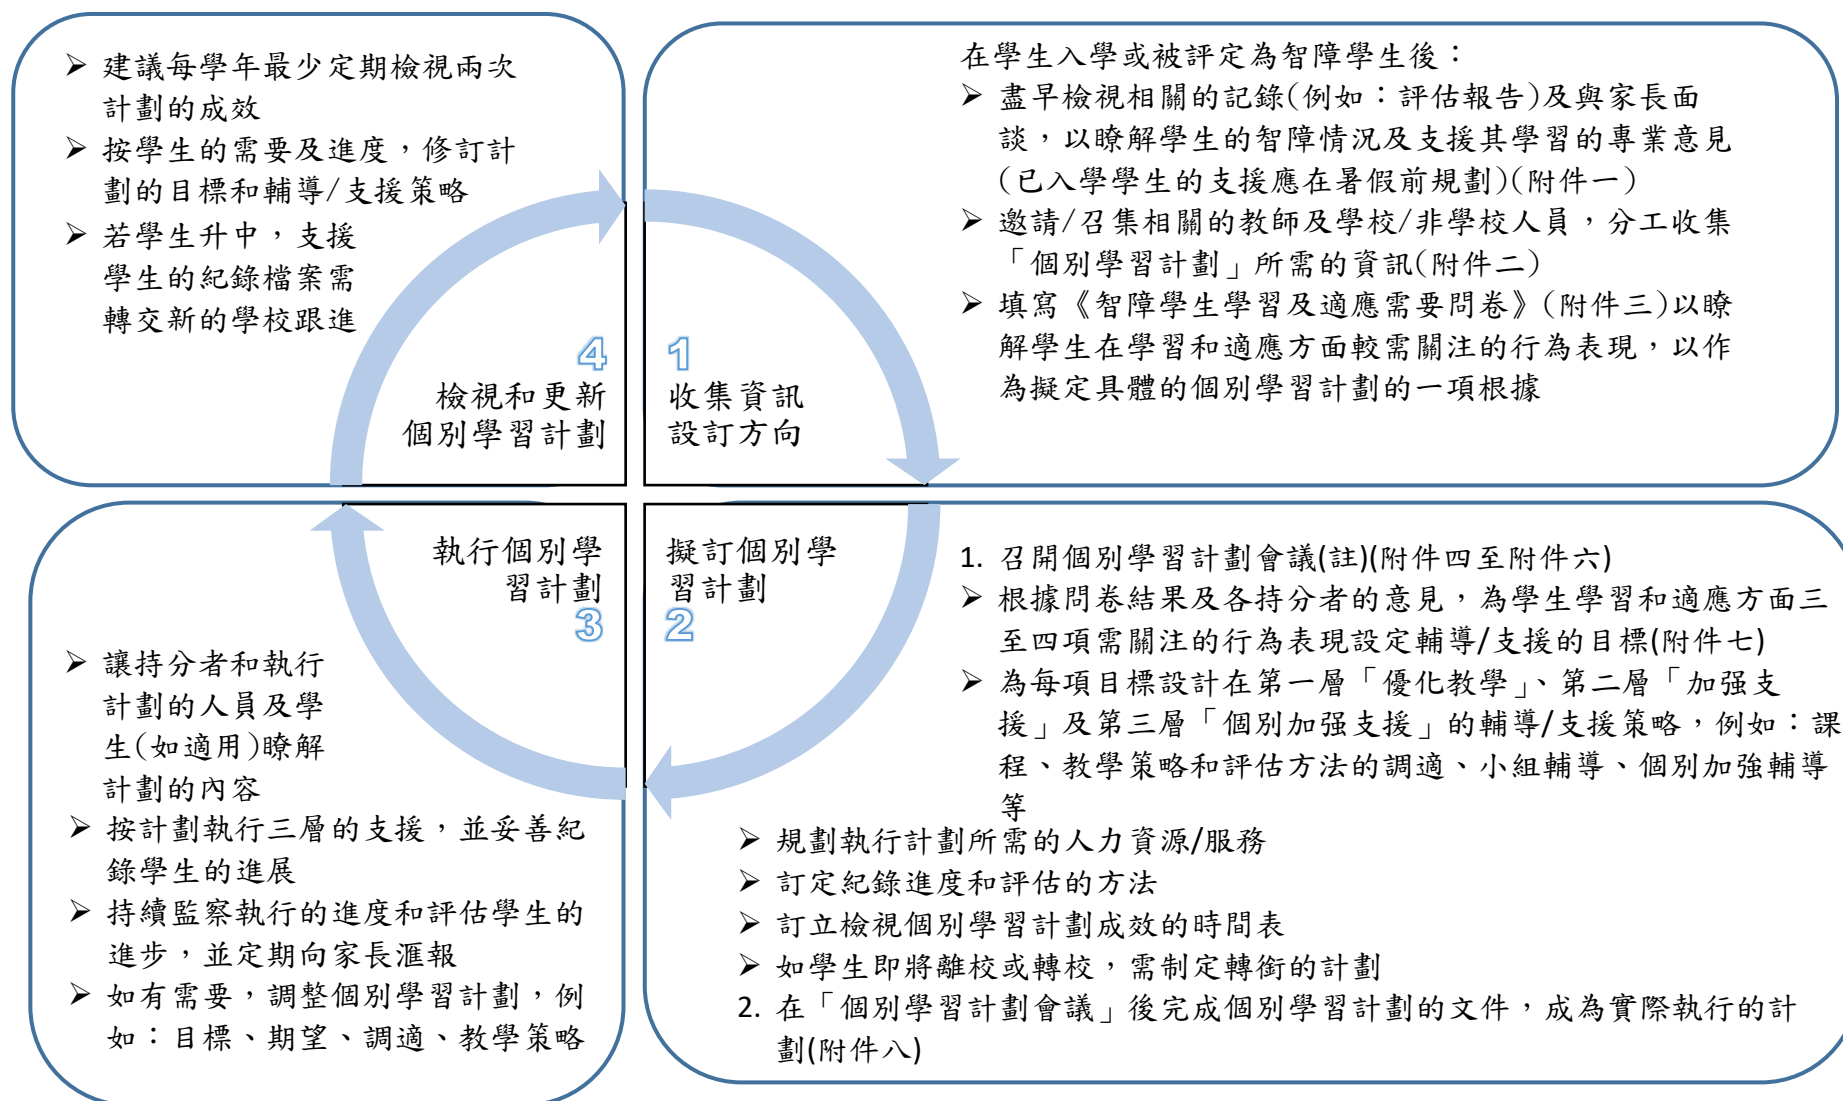 ➢ 建議每學年最少定期檢視兩次
計劃的成效
➢ 按學生的需要及進度，修訂計
劃的目標和輔導/支援策略
➢ 若學生升中，支援
學生的紀錄檔案需
轉交新的學校跟進
4
檢視和更新
個別學習計劃
在學生入學或被評定為智障學生後：
➢ 盡早檢視相關的記錄(例如：評估報告)及與家長面
談，以瞭解學生的智障情況及支援其學習的專業意見
(已入學學生的支援應在暑假前規劃)(附件一)
➢ 邀請/召集相關的教師及學校/非學校人員，分工收集
「個別學習計劃」所需的資訊(附件二)
➢ 填寫《智障學生學習及適應需要問卷》(附件三)以瞭
解學生在學習和適應方面較需關注的行為表現，以作
為擬定具體的個別學習計劃的一項根據
1
收集資訊
設訂方向
擬訂個別學
習計劃
2
1. 召開個別學習計劃會議(註)(附件四至附件六)
➢ 根據問卷結果及各持分者的意見，為學生學習和適應方面三
至四項需關注的行為表現設定輔導/支援的目標(附件七)
➢ 為每項目標設計在第一層「優化教學」、第二層「加强支
援」及第三層「個別加强支援」的輔導/支援策略，例如：課
程、教學策略和評估方法的調適、小組輔導、個別加強輔導
等
➢ 規劃執行計劃所需的人力資源/服務
➢ 訂定紀錄進度和評估的方法
➢ 訂立檢視個別學習計劃成效的時間表
➢ 如學生即將離校或轉校，需制定轉銜的計劃
2. 在「個別學習計劃會議」後完成個別學習計劃的文件，成為實際執行的計
劃(附件八)
執行個別學
習計劃
3
➢ 讓持分者和執行
計劃的人員及學
生(如適用)瞭解
計劃的內容
➢ 按計劃執行三層的支援，並妥善紀
錄學生的進展
➢ 持續監察執行的進度和評估學生的
進步，並定期向家長滙報
➢ 如有需要，調整個別學習計劃，例
如：目標、期望、調適、教學策略